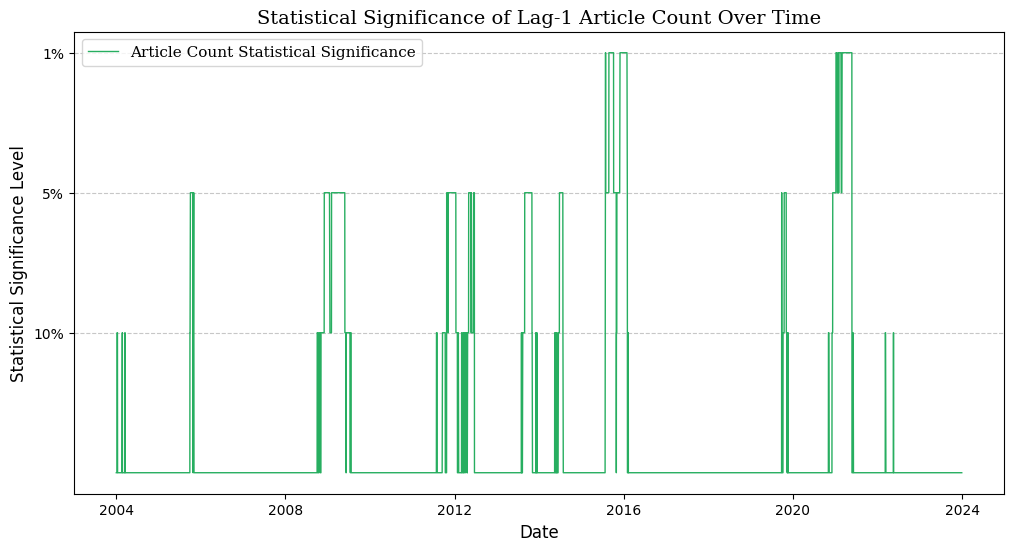 Statistical Significance of Lag-1 Article Count Over Time
Article Count Statistical Significance
Statistical Significance Level
1%
5%
10%
2004 2008 2012 2016 2020 2024
Date